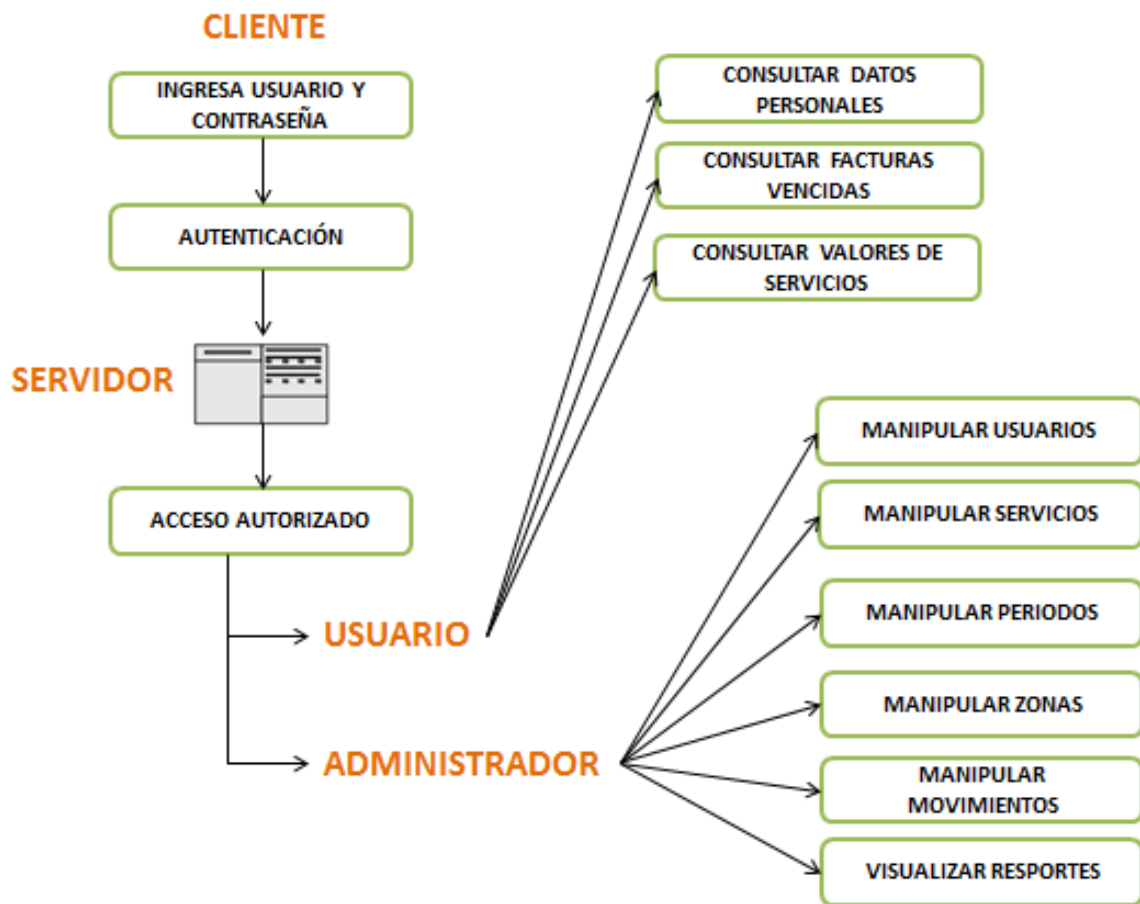 CLIENTE
INGRESA USUARIO Y
CONTRASEÑA
AUTENTICACIÓN
SERVIDOR
ACCESO AUTORIZADO
USUARIO
ADMINISTRADOR
CONSULTAR DATOS
PERSONALES
CONSULTAR FACTURAS
VENCIDAS
CONSULTAR VALORES DE
SERVICIOS
MANIPULAR USUARIOS
MANIPULAR SERVICIOS
MANIPULAR PERIODOS
MANIPULAR ZONAS
MANIPULAR
MOVIMIENTOS
VISUALIZAR RESPORTES